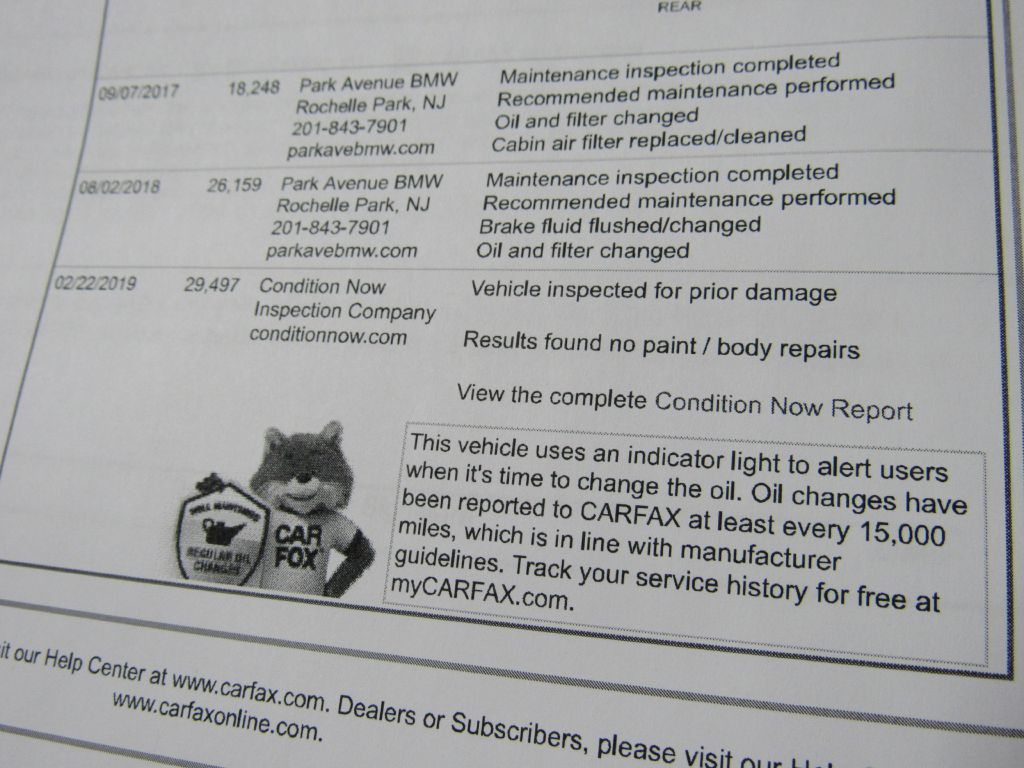 REAR
09/07/2017 18,248 Park Avenue BMW Maintenance inspection completed
Rochelle Park, NJ Recommended maintenance performed
201-843-7901 Oil and filter changed
parkavebmw.com Cabin air filter replaced/cleaned
08/02/2018 26,159 Park Avenue BMW Maintenance inspection completed
Rochelle Park, NJ Recommended maintenance performed
201-843-7901 Brake fluid flushed/changed
parkavebmw.com Oil and filter changed
02/22/2019 29,497 Condition Now Vehicle inspected for prior damage
Inspection Company
conditionnow.com Results found no paint / body repairs
View the complete Condition Now Report
WELL MAINTAINED
REGULAR OIL
CHANGES
CAR
FOX
This vehicle uses an indicator light to alert users
when it's time to change the oil. Oil changes have
been reported to CARFAX at least every 15,000
miles, which is in line with manufacturer
guidelines. Track your service history for free at
myCARFAX.com.
it our Help Center at www.carfax.com. Dealers or Subscribers, please visit our
www.carfaxonline.com.